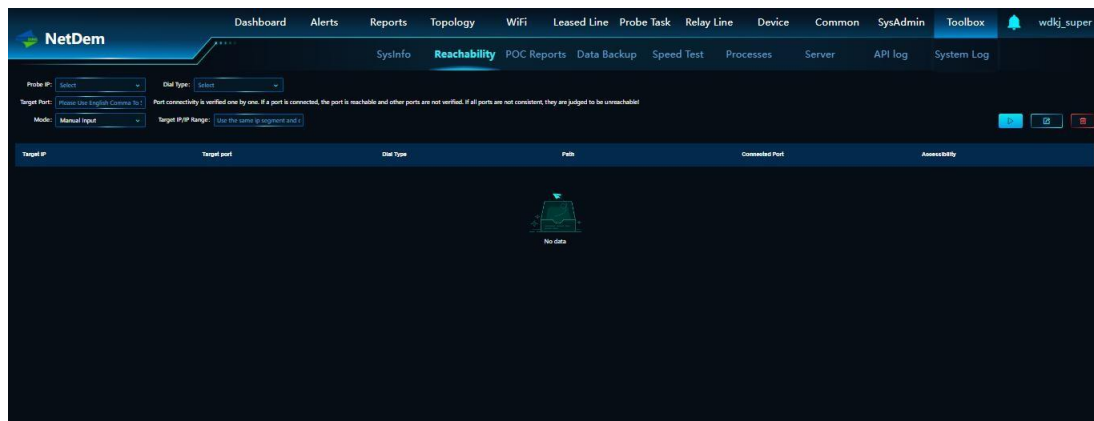 Dashboard Alerts Reports Topology WiFi Leased Line Probe Task Relay Line Device Common SysAdmin Toolbox wdkj_super
NetDem
SysInfo Reachability POC Reports Data Backup Speed Test Processes Server API log System Log
Probe IP: Select Dial Type: Select
Target Port: Please Use English Comma To Port connectivity is verified one by one. If a port is connected, the port is reachable and other ports are not verified. If all ports are not consistent, they are judged to be unreachable!
Mode: Manual Input Target IP/IP Range: Use the same ip segment and
Target IP Target port Dial Type Path Connected Port Assessibility
No data